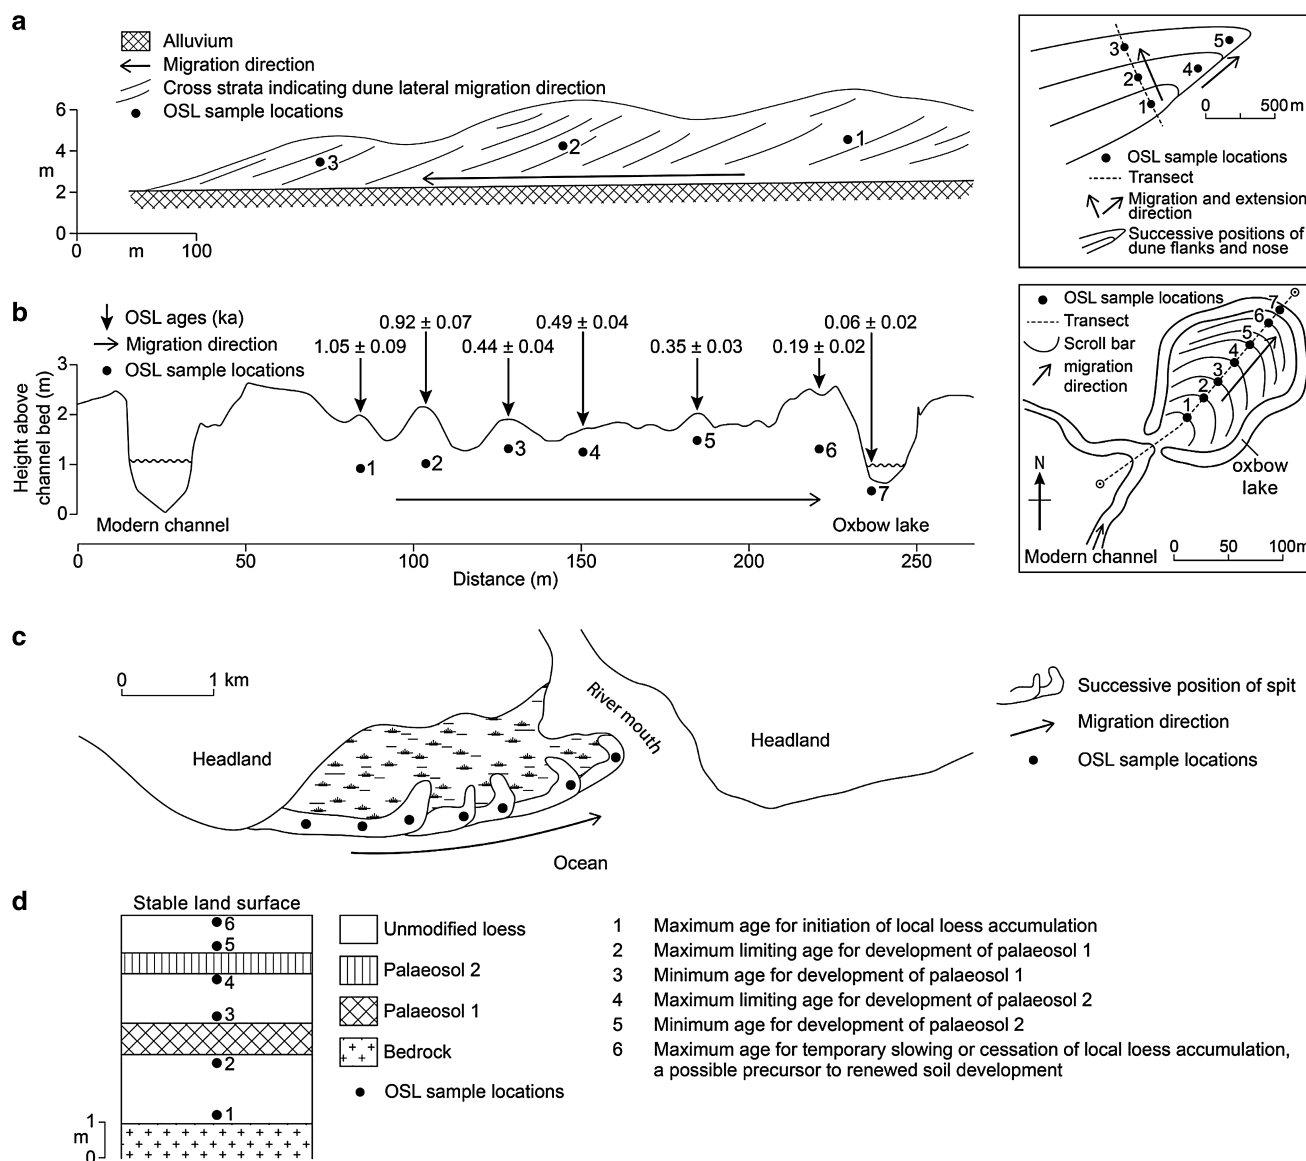 a
Alluvium
Migration direction
Cross strata indicating dune lateral migration direction
OSL sample locations
6
4
m
2
0
0
m
100
3
2
1
3
2
1
5
4
0
500 m
OSL sample locations
Transect
Migration and extension
direction
Successive positions of
dune flanks and nose
b
OSL ages (ka)
Migration direction
OSL sample locations
1.05 ± 0.09
0.92 ± 0.07
0.44 ± 0.04
0.49 ± 0.04
0.35 ± 0.03
0.19 ± 0.02
0.06 ± 0.02
Height above
channel bed (m)
3
2
1
0
1
2
3
4
5
6
7
Modern channel
Oxbow lake
0
50
100
150
200
250
Distance (m)
OSL sample locations
Transect
Scroll bar
migration
direction
7
6
5
4
3
2
1
N
oxbow
lake
Modern channel
0
50
100m
c
0
1 km
Headland
River mouth
Headland
Ocean
Successive position of spit
Migration direction
OSL sample locations
d
Stable land surface
6
5
4
3
2
1
1
m
0
Unmodified loess
Palaeosol 2
Palaeosol 1
Bedrock
OSL sample locations
1 Maximum age for initiation of local loess accumulation
2 Maximum limiting age for development of palaeosol 1
3 Minimum age for development of palaeosol 1
4 Maximum limiting age for development of palaeosol 2
5 Minimum age for development of palaeosol 2
6 Maximum age for temporary slowing or cessation of local loess accumulation,
a possible precursor to renewed soil development